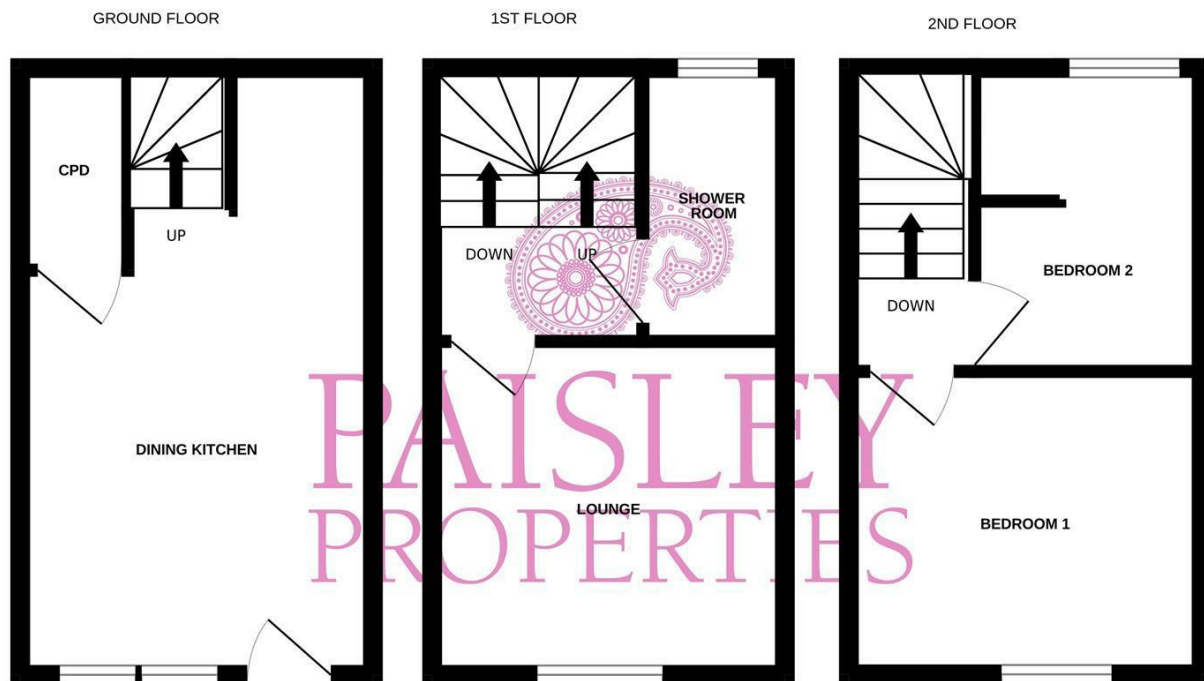 GROUND FLOOR
1ST FLOOR
2ND FLOOR
CPD
UP
DINING KITCHEN
SHOWER
ROOM
DOWN
UP
LOUNGE
BEDROOM 2
DOWN
BEDROOM 1
PAISLEY
PROPERTIES